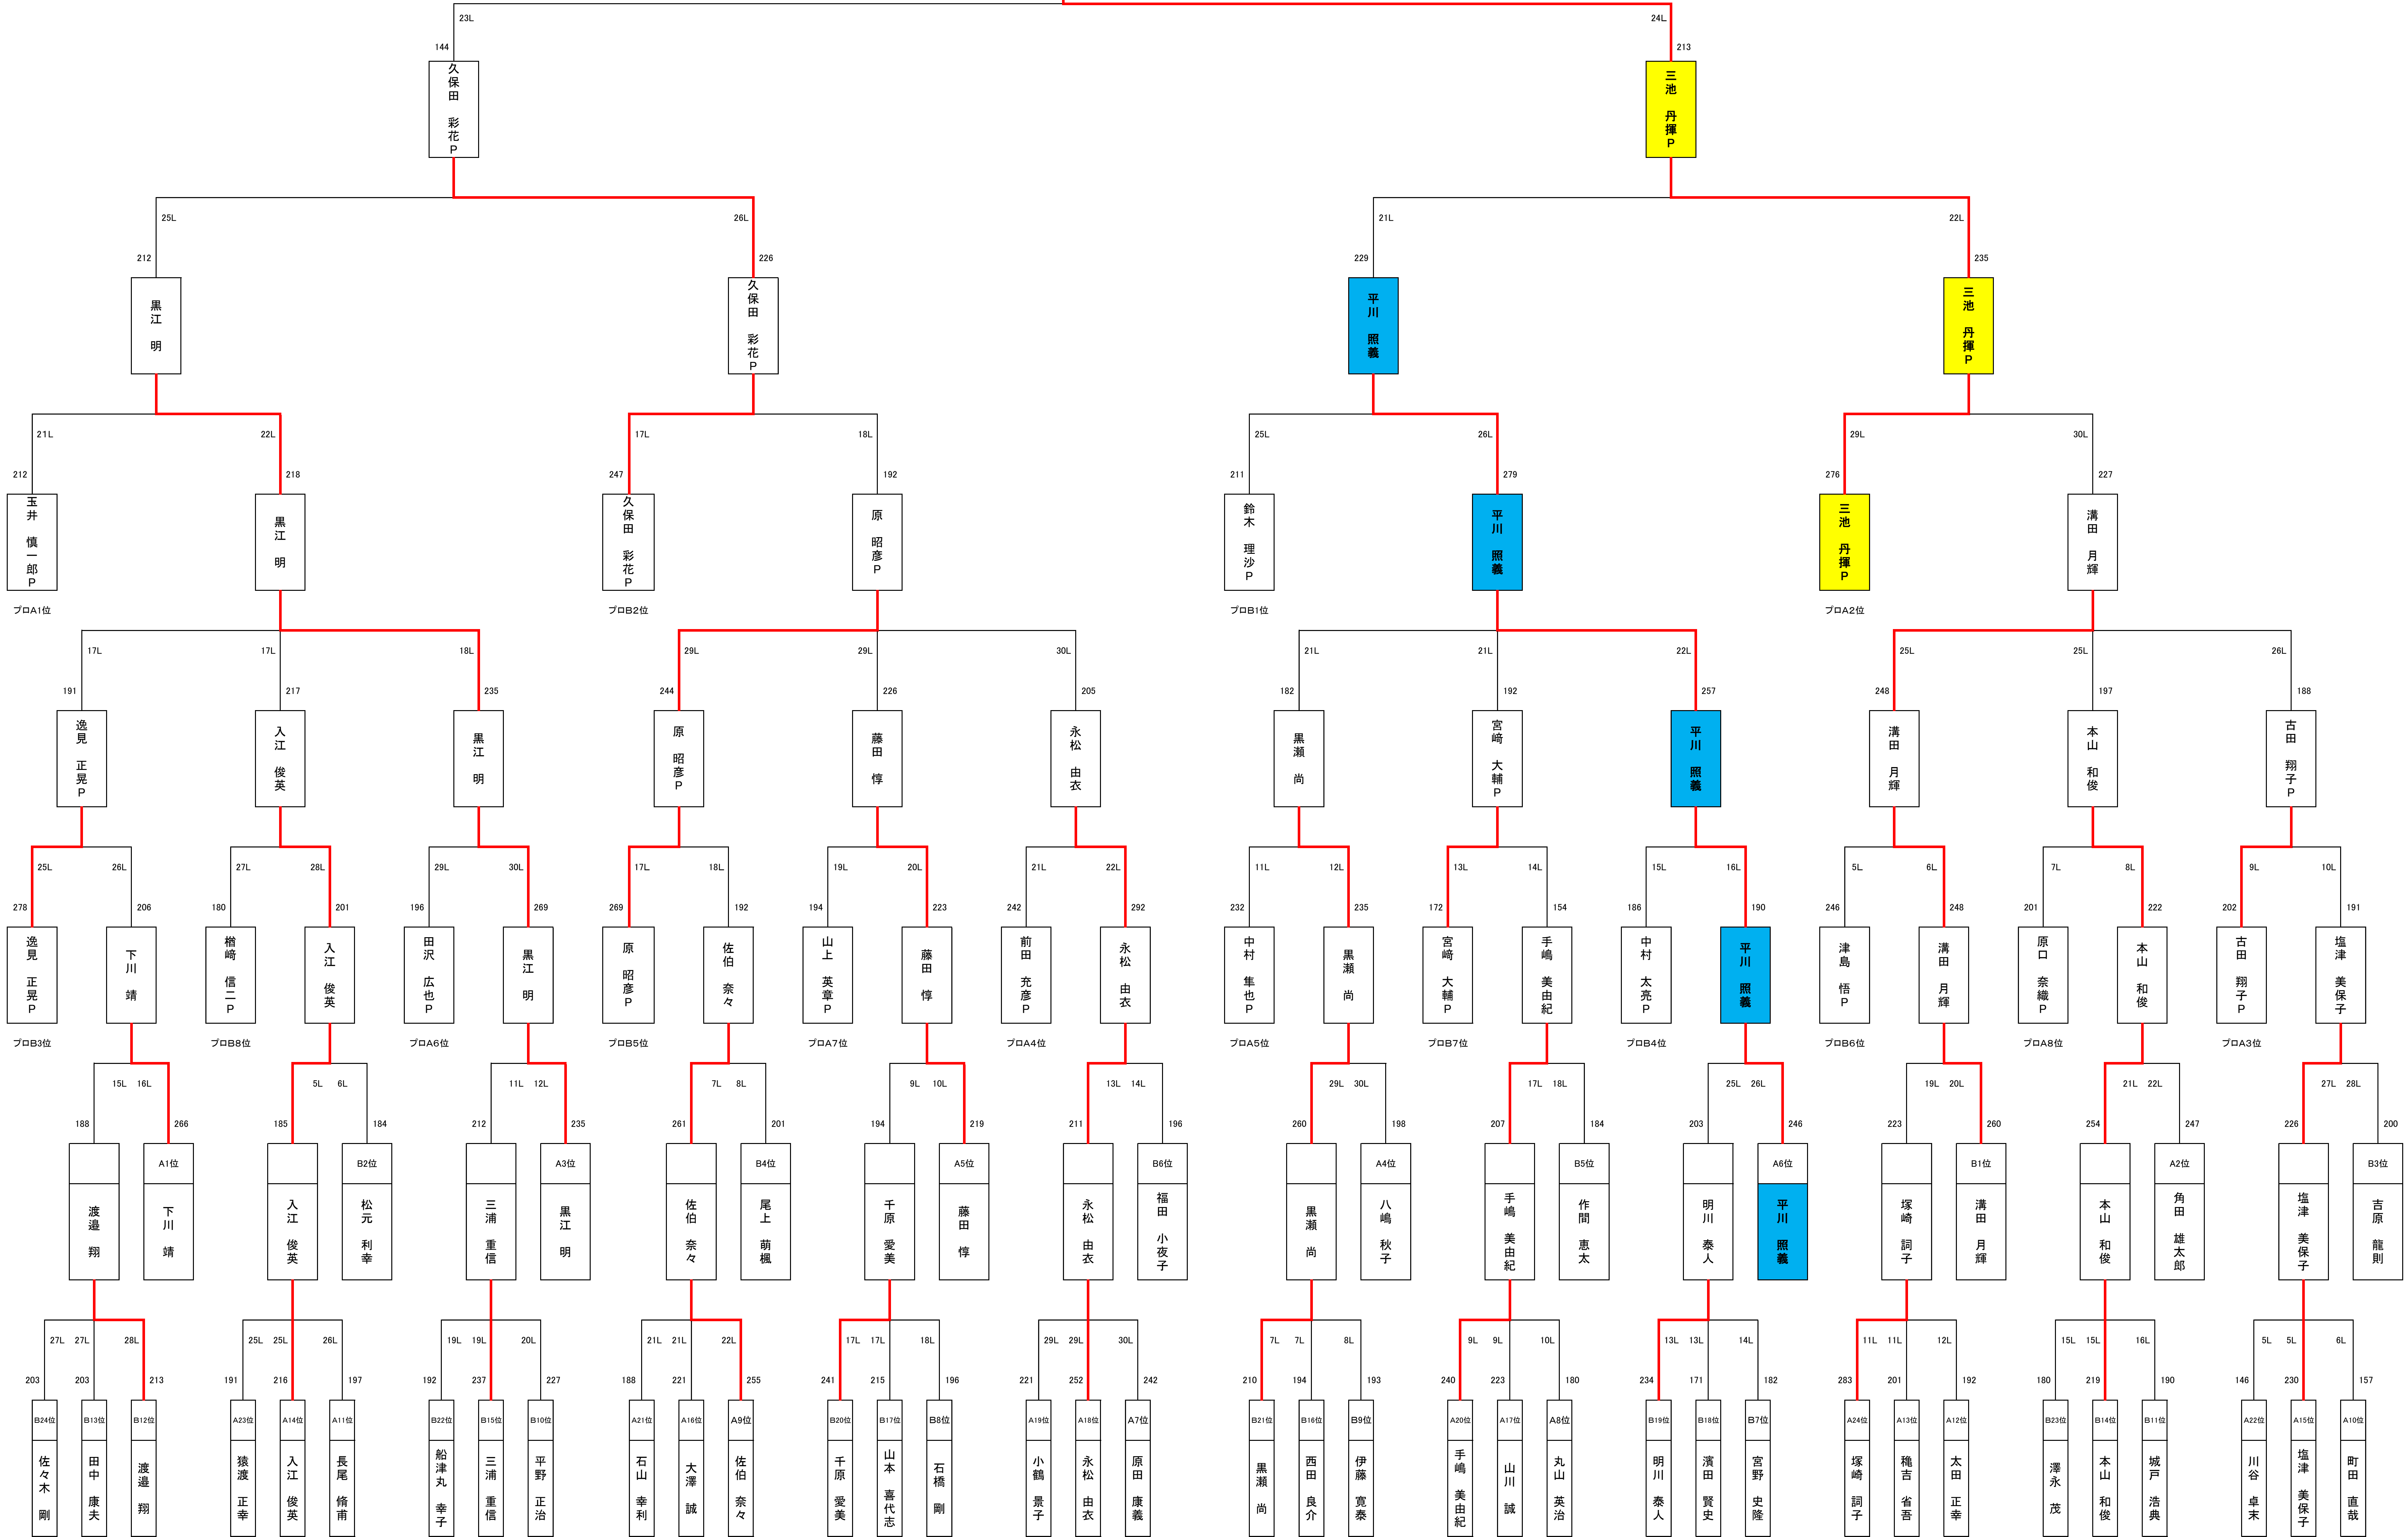 23L 24L
144 213
久保田 彩花P 三池 丹揮P
25L 26L 21L 22L
212 226 229 235
黒江 明 久保田 彩花P 平川 照義 三池 丹揮P
21L 22L 17L 18L 25L 26L 29L 30L
212 218 247 192 211 279 276 227
玉井 慎一郎P 黒江 明 久保田 彩花P 原 昭彦P 鈴木 理沙P 平川 照義 三池 丹揮P 溝田 月輝
プロA1位 プロB2位 プロB1位 プロA2位
17L 17L 18L 29L 29L 30L 21L 21L 22L 25L 25L 26L
191 217 235 244 226 205 182 192 257 248 197 188
逸見 正晃P 入江 俊英 黒江 明 原 昭彦P 藤田 惇 永松 由衣 黒瀬 尚 宮﨑 大輔P 平川 照義 溝田 月輝 本山 和俊 古田 翔子P
25L 26L 27L 28L 29L 30L 17L 18L 19L 20L 21L 22L 11L 12L 13L 14L 15L 16L 5L 6L 7L 8L 9L 10L
278 206 180 201 196 269 269 192 194 223 242 292 232 235 172 154 186 190 246 248 201 222 202 191
逸見 正晃P 下川 靖 楢﨑 信二P 入江 俊英 田沢 広也P 黒江 明 原 昭彦P 佐伯 奈々 山上 英章P 藤田 惇 前田 充彦P 永松 由衣 中村 隼也P 黒瀬 尚 宮﨑 大輔P 手嶋 美由紀 中村 太亮P 平川 照義 津島 悟P 溝田 月輝 原口 奈織P 本山 和俊 古田 翔子P 塩津 美保子
プロB3位 プロB8位 プロA6位 プロB5位 プロA7位 プロA4位 プロA5位 プロB7位 プロB4位 プロB6位 プロA8位 プロA3位
15L 16L 5L 6L 11L 12L 7L 8L 9L 10L 13L 14L 29L 30L 17L 18L 25L 26L 19L 20L 21L 22L 27L 28L
188 266 185 184 212 235 261 201 194 219 211 196 260 198 207 184 203 246 223 260 254 247 226 200
A1位 B2位 A3位 B4位 A5位 B6位 A4位 B5位 A6位 B1位 A2位 B3位
渡邉 翔 下川 靖 入江 俊英 松元 利幸 三浦 重信 黒江 明 佐伯 奈々 尾上 萌楓 千原 愛美 藤田 惇 永松 由衣 福田 小夜子 黒瀬 尚 八嶋 秋子 手嶋 美由紀 作間 恵太 明川 泰人 平川 照義 塚崎 詞子 溝田 月輝 本山 和俊 角田 雄太郎 塩津 美保子 吉原 龍則
27L 27L 28L 25L 25L 26L 19L 19L 20L 21L 21L 22L 17L 17L 18L 29L 29L 30L 7L 7L 8L 9L 9L 10L 13L 13L 14L 11L 11L 12L 15L 15L 16L 5L 5L 6L
203 203 213 191 216 197 192 237 227 188 221 255 241 215 196 221 252 242 210 194 193 240 223 180 234 171 182 283 201 192 180 219 190 146 230 157
B24位 B13位 B12位 A23位 A14位 A11位 B22位 B15位 B10位 A21位 A16位 A9位 B20位 B17位 B8位 A19位 A18位 A7位 B21位 B16位 B9位 A20位 A17位 A8位 B19位 B18位 B7位 A24位 A13位 A12位 B23位 B14位 B11位 A22位 A15位 A10位
佐々木 剛 田中 康夫 渡邉 翔 猿渡 正幸 入江 俊英 長尾 脩甫 船津丸 幸子 三浦 重信 平野 正治 石山 幸利 大澤 誠 佐伯 奈々 千原 愛美 山本 喜代志 石橋 剛 小鶴 景子 永松 由衣 原田 康義 黒瀬 尚 西田 良介 伊藤 寛泰 手嶋 美由紀 山川 誠 丸山 英治 明川 泰人 濱田 賢史 宮野 史隆 塚崎 詞子 穐吉 省吾 太田 正幸 澤永 茂 本山 和俊 城戸 浩典 川谷 卓末 塩津 美保子 町田 直哉